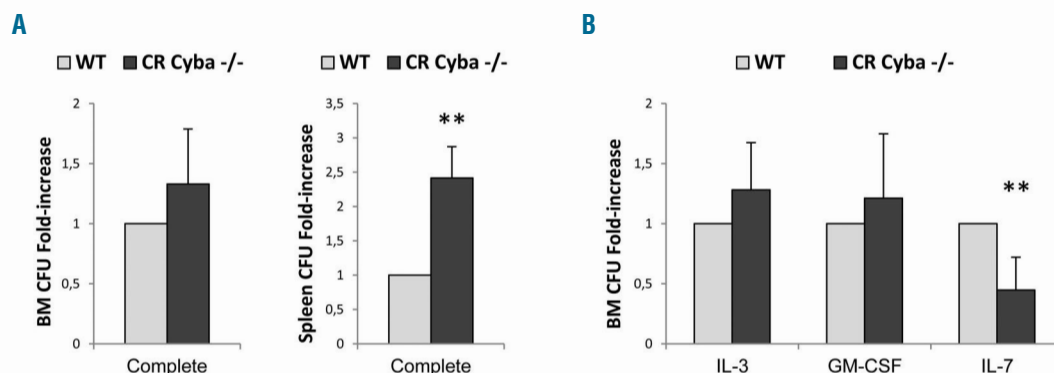 A
WT CR Cyba -/-
BM CFU Fold-increase
2
1,5
1
0,5
0
Complete
WT CR Cyba -/-
Spleen CFU Fold-increase
**
3,5
3
2,5
2
1,5
1
0,5
0
Complete
B
WT CR Cyba -/-
BM CFU Fold-increase
**
2
1,5
1
0,5
0
IL-3 GM-CSF IL-7